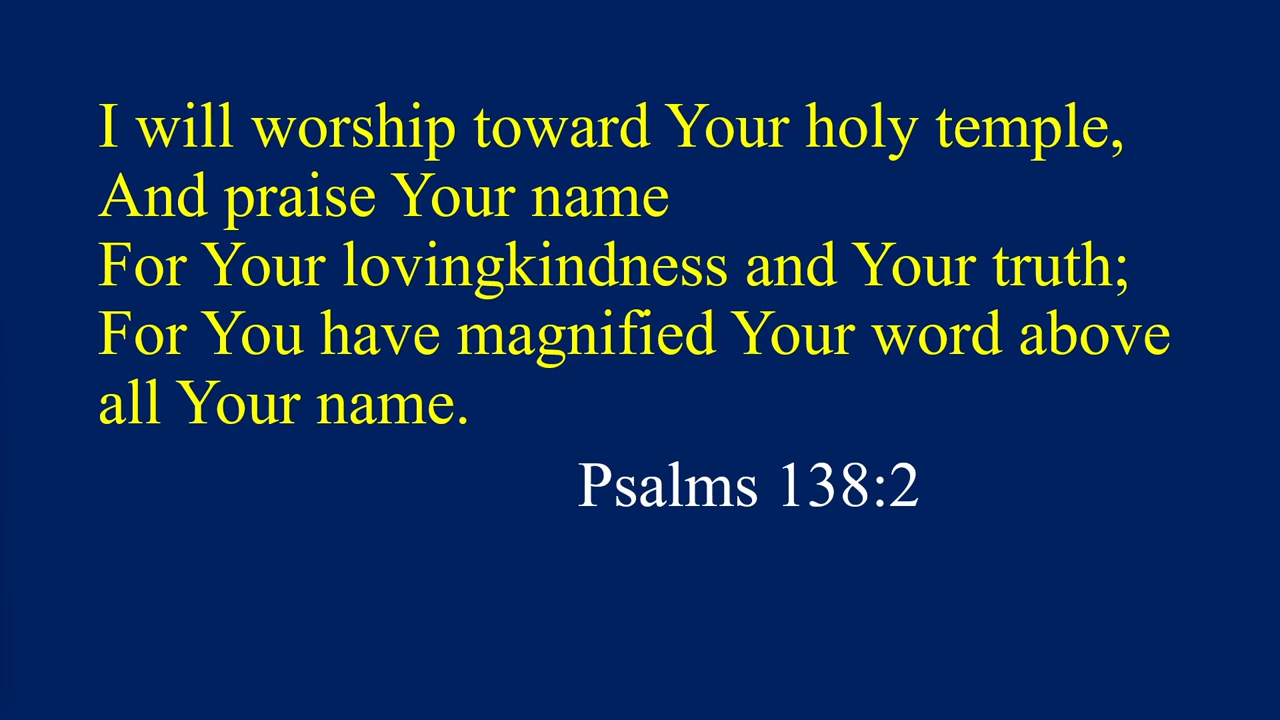 I will worship toward Your holy temple,
And praise Your name
For Your lovingkindness and Your truth;
For You have magnified Your word above
all Your name.
Psalms 138:2